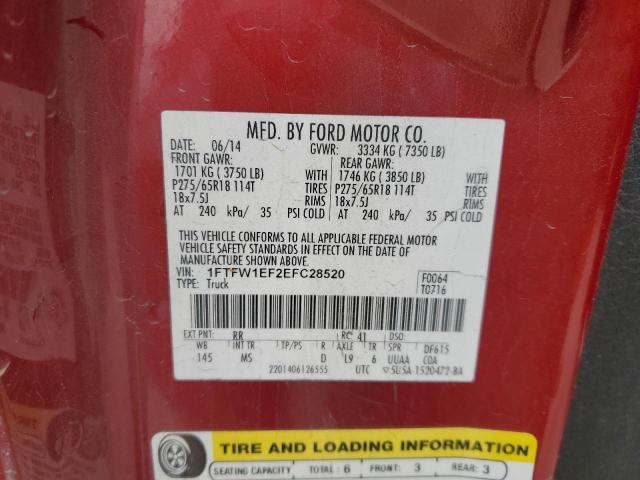 MFD. BY FORD MOTOR CO.
DATE: 06/14 GVWR: 3334 KG ( 7350 LB)
FRONT GAWR: REAR GAWR:
1701 KG ( 3750 LB) WITH 1746 KG ( 3850 LB) WITH
P275/65R18 114T TIRES P275/65R18 114T TIRES
18x7.5J RIMS 18x7.5J RIMS
AT 240 kPa/ 35 PSI COLD AT 240 kPa/ 35 PSI COLD
THIS VEHICLE CONFORMS TO ALL APPLICABLE FEDERAL MOTOR
VEHICLE SAFETY STANDARDS IN EFFECT ON THE DATE OF
MANUFACTURE SHOWN ABOVE.
VIN: 1FTFW1EF2EFC28520 F0064
TYPE: Truck T0716
EXT PNT: RR RC: 41 DSO:
WB INT TR TP/PS R AXLE TR SPR DF615
145 MS D L9 6 UUAA COA
2201406126555 UTC ▽5U5A-1520472-BA
TIRE AND LOADING INFORMATION
SEATING CAPACITY TOTAL : 6 FRONT: 3 REAR: 3